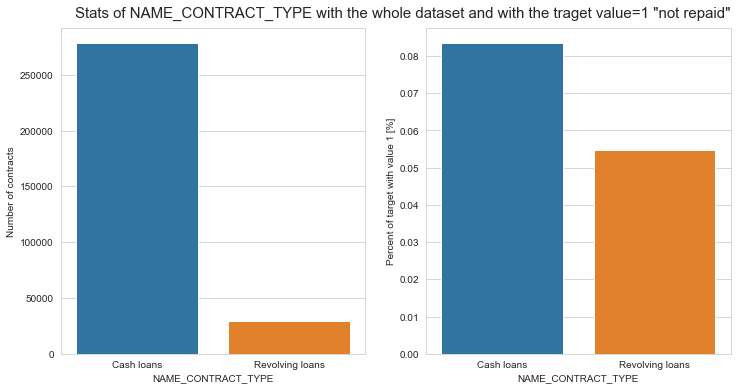 Stats of NAME_CONTRACT_TYPE with the whole dataset and with the traget value=1 "not repaid"
Number of contracts
250000
200000
150000
100000
50000
0
Cash loans
Revolving loans
NAME_CONTRACT_TYPE
Percent of target with value 1 [%]
0.08
0.07
0.06
0.05
0.04
0.03
0.02
0.01
0.00
Cash loans
Revolving loans
NAME_CONTRACT_TYPE